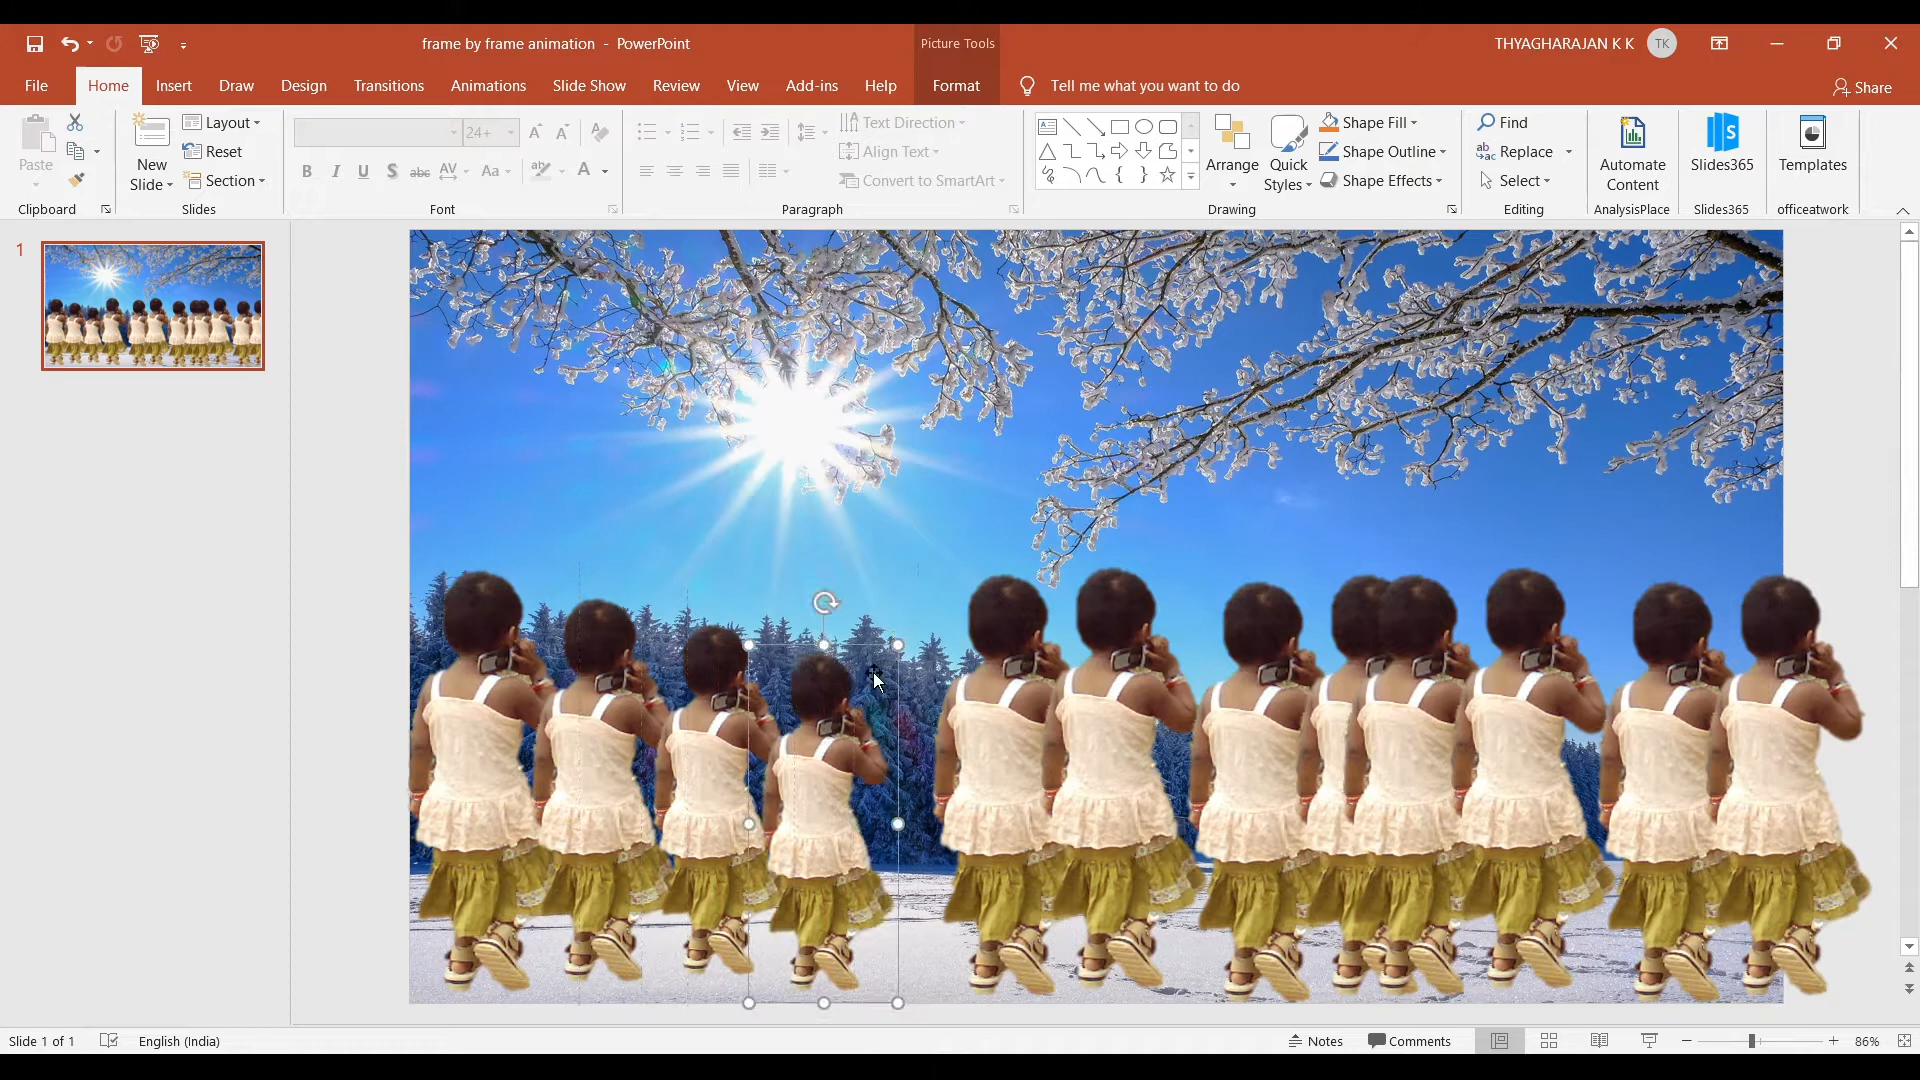 frame by frame animation - PowerPoint
Picture Tools
THYAGHARAJAN K K
TK
File Home Insert Draw Design Transitions Animations Slide Show Review View Add-ins Help Format Tell me what you want to do
Share
Paste
New Slide
Layout
Reset
Section
24+
B I U S abc AV Aa A
Text Direction
Align Text
Convert to SmartArt
Arrange
Quick Styles
Shape Fill
Shape Outline
Shape Effects
Find
Replace
Select
Automate Content
Slides365
Templates
Clipboard Slides Font Paragraph Drawing Editing AnalysisPlace Slides365 officeatwork
1
Slide 1 of 1 English (India) Notes Comments 86%